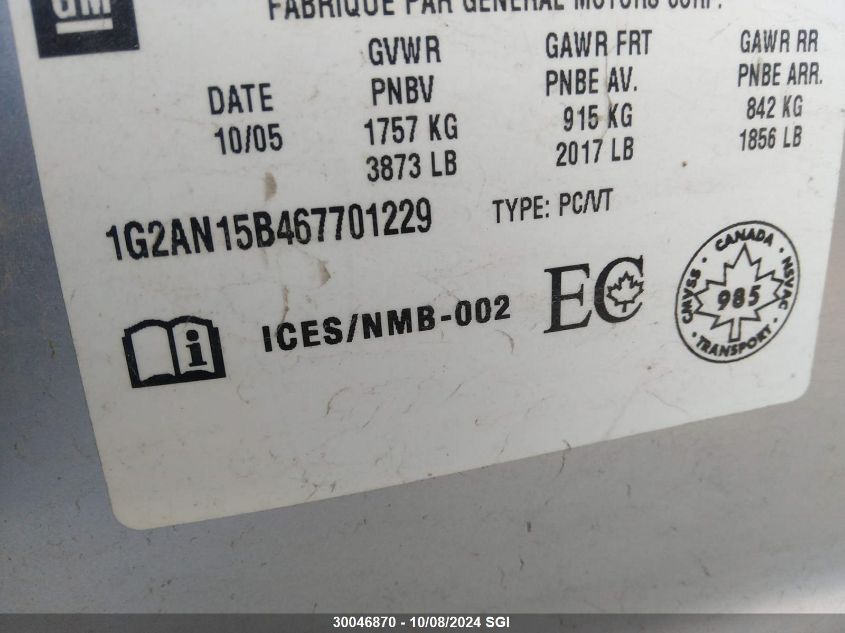 GM
FABRIQUÉ PAR GENERAL MOTORS CORP.
DATE
10/05
GVWR
PNBV
1757 KG
3873 LB
GAWR FRT
PNBE AV.
915 KG
2017 LB
GAWR RR
PNBE ARR.
842 KG
1856 LB
1G2AN15B467701229
TYPE: PC/VT
i
ICES/NMB-002
EC
CANADA
CMVSS
NSVAC
985
TRANSPORT
30046870 - 10/08/2024 SGI